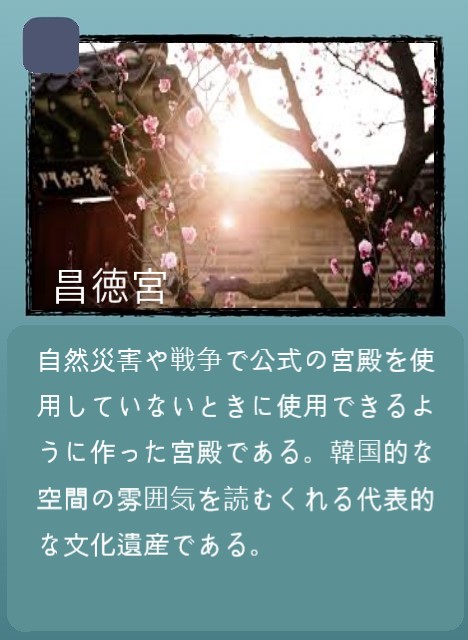 資始門
昌徳宮
自然災害や戦争で公式の宮殿を使
用していないときに使用できるよ
うに作った宮殿である。韓国的な
空間の雰囲気を読むくれる代表的
な文化遺産である。